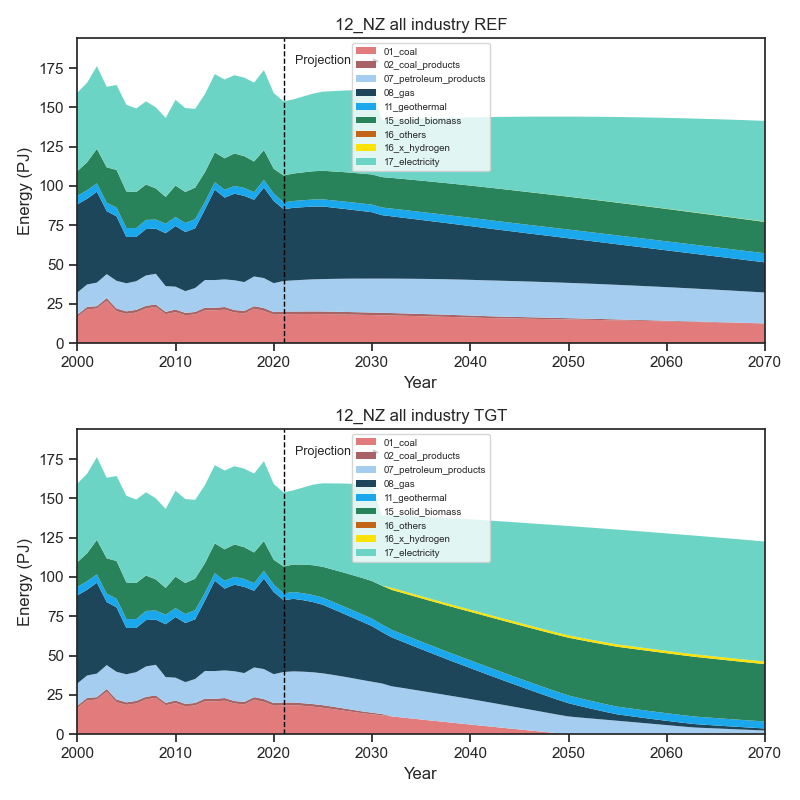 12_NZ all industry REF
Energy (PJ)
175
150
125
100
75
50
25
0
Projection
01_coal
02_coal_products
07_petroleum_products
08_gas
11_geothermal
15_solid_biomass
16_others
16_x_hydrogen
17_electricity
2000 2010 2020 2030 2040 2050 2060 2070
Year
12_NZ all industry TGT
Energy (PJ)
175
150
125
100
75
50
25
0
Projection
01_coal
02_coal_products
07_petroleum_products
08_gas
11_geothermal
15_solid_biomass
16_others
16_x_hydrogen
17_electricity
2000 2010 2020 2030 2040 2050 2060 2070
Year